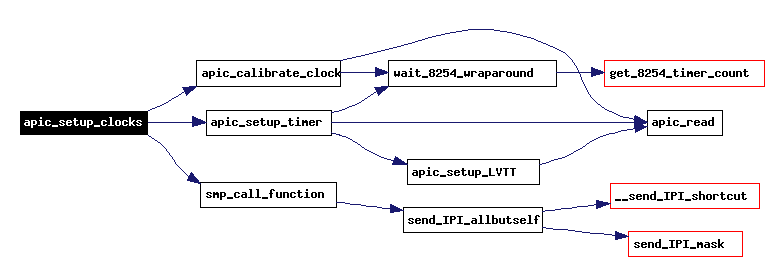 apic_calibrate_clock
wait_8254_wraparound
get_8254_timer_count
apic_setup_clocks
apic_setup_timer
apic_read
apic_setup_LVTT
smp_call_function
send_IPI_allbutself
__send_IPI_shortcut
send_IPI_mask